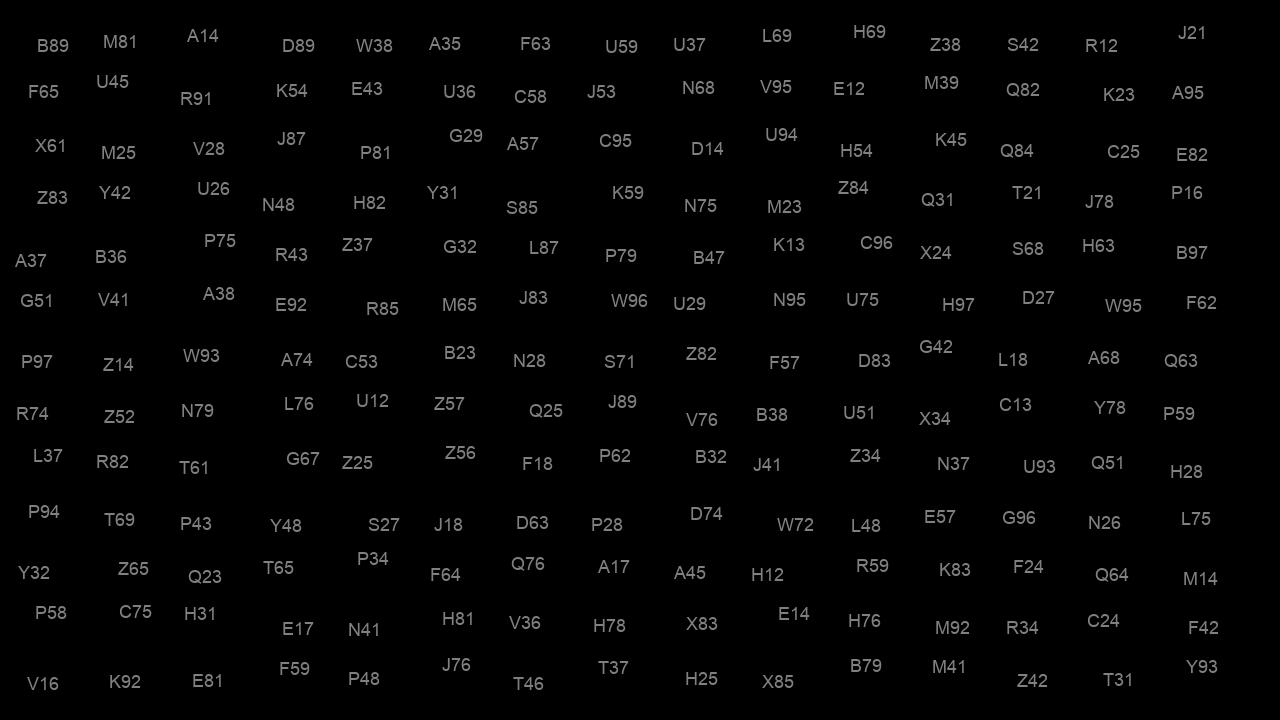 B89 M81 A14 D89 W38 A35 F63 U59 U37 L69 H69 Z38 S42 R12 J21
F65 U45 R91 K54 E43 U36 C58 J53 N68 V95 E12 M39 Q82 K23 A95
X61 M25 V28 J87 P81 G29 A57 C95 D14 U94 H54 K45 Q84 C25 E82
Z83 Y42 U26 N48 H82 Y31 S85 K59 N75 M23 Z84 Q31 T21 J78 P16
A37 B36 P75 R43 Z37 G32 L87 P79 B47 K13 C96 X24 S68 H63 B97
G51 V41 A38 E92 R85 M65 J83 W96 U29 N95 U75 H97 D27 W95 F62
P97 Z14 W93 A74 C53 B23 N28 S71 Z82 F57 D83 G42 L18 A68 Q63
R74 Z52 N79 L76 U12 Z57 Q25 J89 V76 B38 U51 X34 C13 Y78 P59
L37 R82 T61 G67 Z25 Z56 F18 P62 B32 J41 Z34 N37 U93 Q51 H28
P94 T69 P43 Y48 S27 J18 D63 P28 D74 W72 L48 E57 G96 N26 L75
Y32 Z65 Q23 T65 P34 F64 Q76 A17 A45 H12 R59 K83 F24 Q64 M14
P58 C75 H31 E17 N41 H81 V36 H78 X83 E14 H76 M92 R34 C24 F42
V16 K92 E81 F59 P48 J76 T46 T37 H25 X85 B79 M41 Z42 T31 Y93